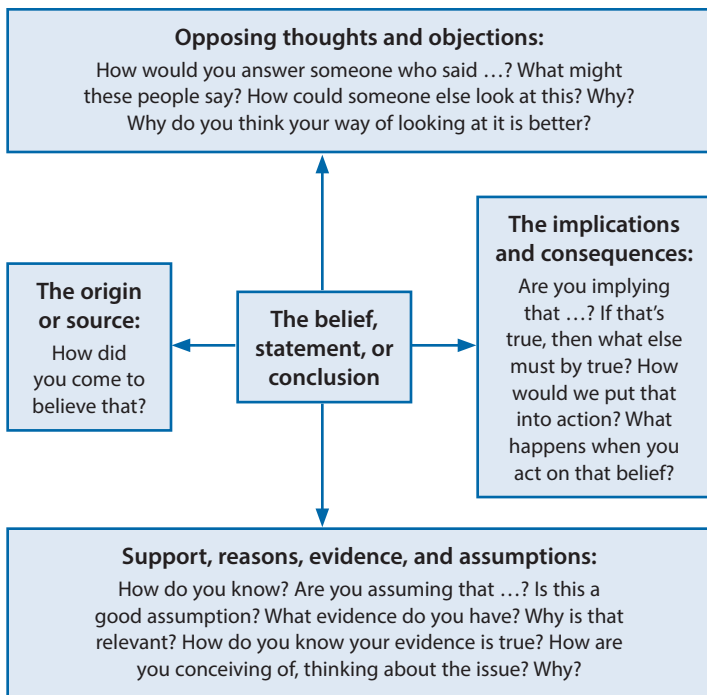 Opposing thoughts and objections:
How would you answer someone who said …? What might
these people say? How could someone else look at this? Why?
Why do you think your way of looking at it is better?
The origin
or source:
How did
you come to
believe that?
The belief,
statement, or
conclusion
The implications
and consequences:
Are you implying
that …? If that’s
true, then what else
must by true? How
would we put that
into action? What
happens when you
act on that belief?
Support, reasons, evidence, and assumptions:
How do you know? Are you assuming that …? Is this a
good assumption? What evidence do you have? Why is that
relevant? How do you know your evidence is true? How are
you conceiving of, thinking about the issue? Why?